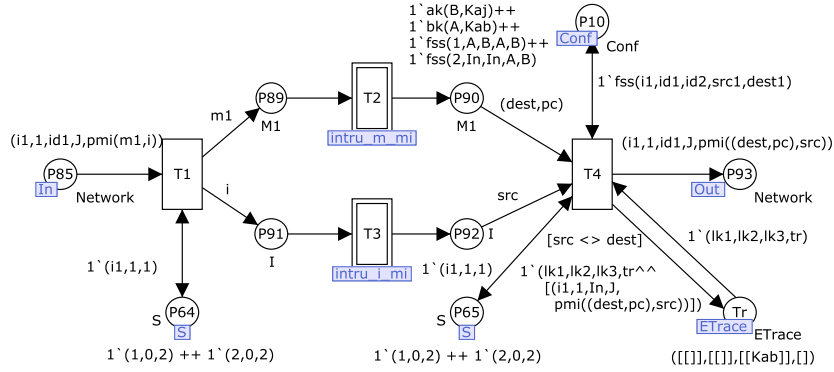 1`ak(B,Kaj)++
1`bk(A,Kab)++
1`fss(1,A,B,A,B)++
1`fss(2,In,In,A,B)
P10
Conf
Conf
1`fss(i1,id1,id2,src1,dest1)
P89
M1
T2
intru_m_mi
P90
M1
(dest,pc)
m1
(i1,1,id1,J,pmi(m1,i))
P85
In
Network
T1
T4
(i1,1,id1,J,pmi((dest,pc),src))
P93
Out
Network
i
src
P91
I
T3
intru_i_mi
P92
I
[src <> dest]
1`(lk1,lk2,lk3,tr)
1`(i1,1,1)
1`(i1,1,1)
1`(lk1,lk2,lk3,tr^^
[(i1,1,In,J,
pmi((dest,pc),src))])
P64
S
S
P65
S
S
Tr
ETrace
ETrace
1`(1,0,2) ++ 1`(2,0,2)
1`(1,0,2) ++ 1`(2,0,2)
([[]],[[]],[[Kab]],[])